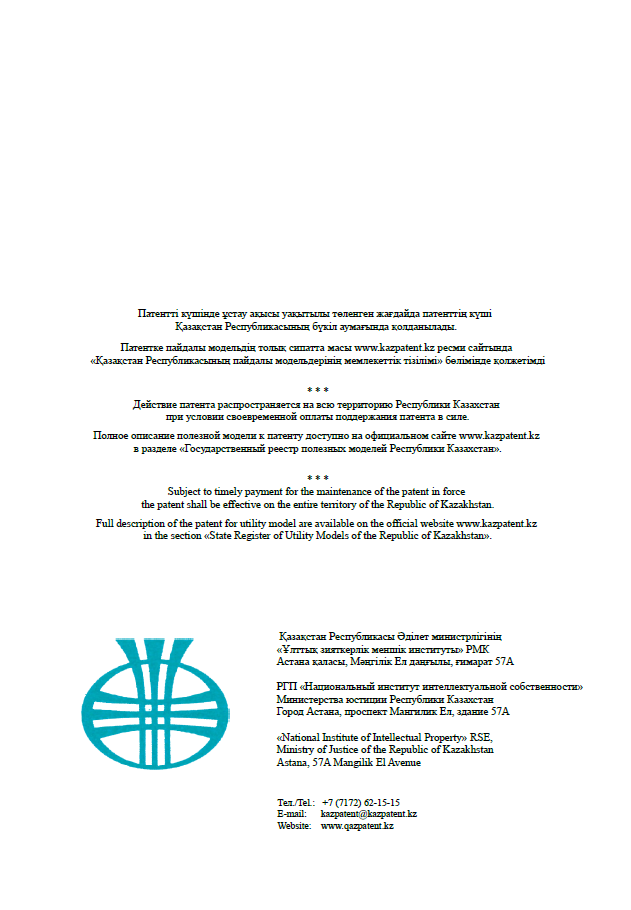 Патентті күшінде ұстау ақысы уақытылы төленген жағдайда патенттің күші
Қазақстан Республикасының бүкіл аумағында қолданылады.
Патентке пайдалы модельдің толық сипатта масы www.kazpatent.kz ресми сайтында
«Қазақстан Республикасының пайдалы модельдерінің мемлекеттік тізілімі» бөлімінде қолжетімді
* * *
Действие патента распространяется на всю территорию Республики Казахстан
при условии своевременной оплаты поддержания патента в силе.
Полное описание полезной модели к патенту доступно на официальном сайте www.kazpatent.kz
в разделе «Государственный реестр полезных моделей Республики Казахстан».
* * *
Subject to timely payment for the maintenance of the patent in force
the patent shall be effective on the entire territory of the Republic of Kazakhstan.
Full description of the patent for utility model are available on the official website www.kazpatent.kz
in the section «State Register of Utility Models of the Republic of Kazakhstan».
Қазақстан Республикасы Әділет министрлігінің
«Ұлттық зияткерлік меншік институты» РМК
Астана қаласы, Мәңгілік Ел даңғылы, ғимарат 57А
РГП «Национальный институт интеллектуальной собственности»
Министерства юстиции Республики Казахстан
Город Астана, проспект Мангилик Ел, здание 57А
«National Institute of Intellectual Property» RSE,
Ministry of Justice of the Republic of Kazakhstan
Astana, 57A Mangilik El Avenue
Тел./Tel.: +7 (7172) 62-15-15
E-mail: kazpatent@kazpatent.kz
Website: www.qazpatent.kz